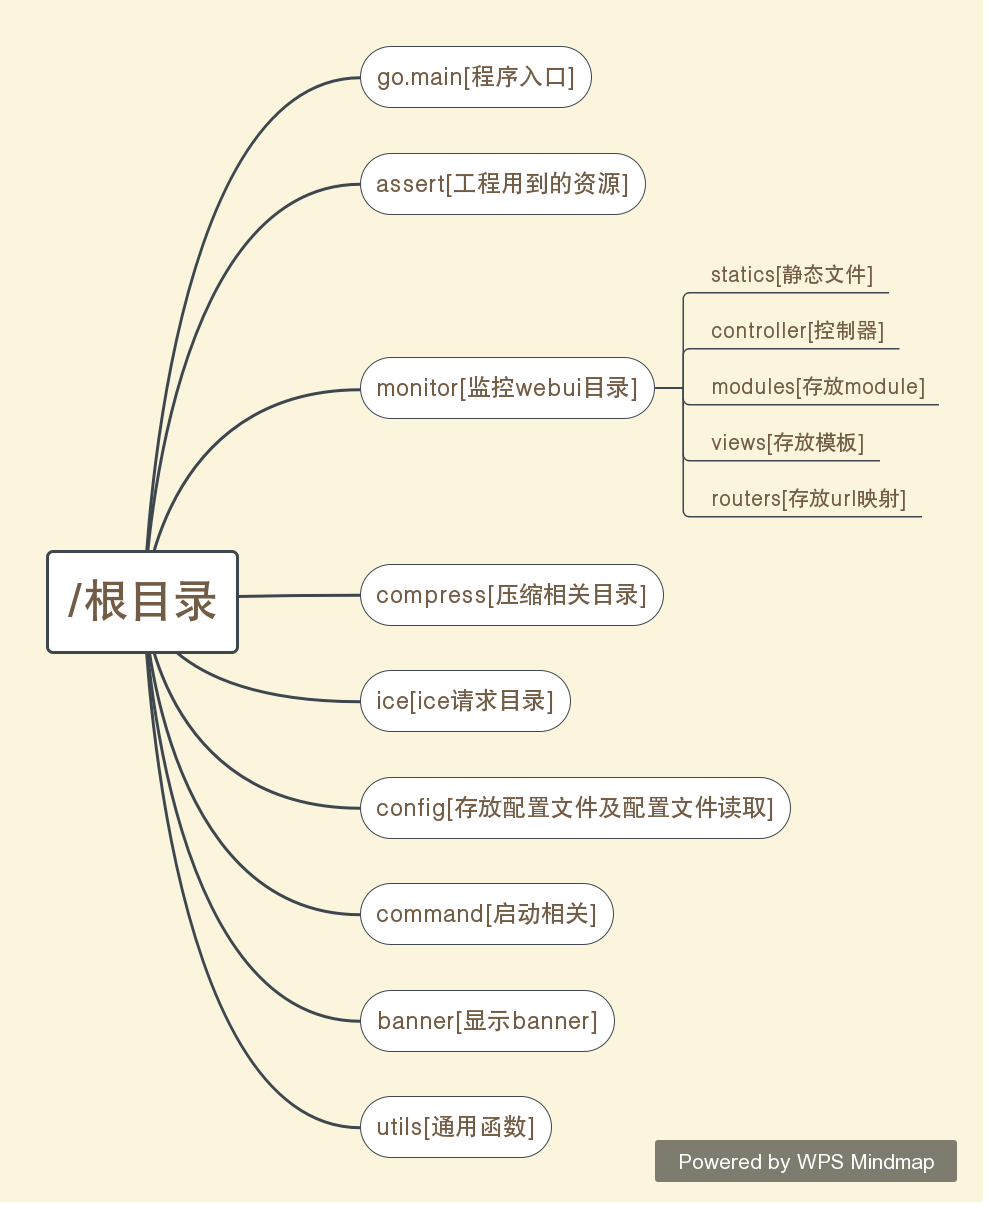 go.main[程序入口]
assert[工程用到的资源]
statics[静态文件]
controller[控制器]
monitor[监控webui目录]
modules[存放module]
views[存放模板]
routers[存放url映射]
/根目录
compress[压缩相关目录]
ice[ice请求目录]
config[存放配置文件及配置文件读取]
command[启动相关]
banner[显示banner]
utils[通用函数]
Powered by WPS Mindmap